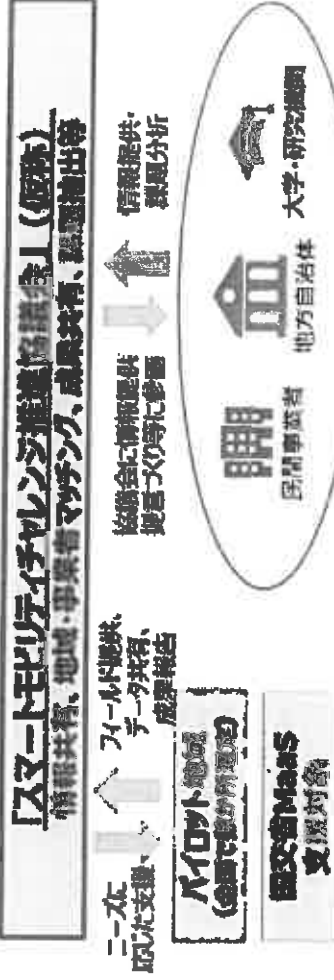 「スマートモビリティチャレンジ推進協議会」(仮称)
情報共有、地域・事業者マッチング、成果共有、課題抽出等
ニーズに
応じた支援
フィールド提供、
データ共有、
成果報告
協議会に情報提供
提言づくり等に参画
情報提供・
課題分析
パイロット地域
(全国で数か所選定)
国交省MaaS
支援対象
民間事業者
地方自治体
大学・研究機関